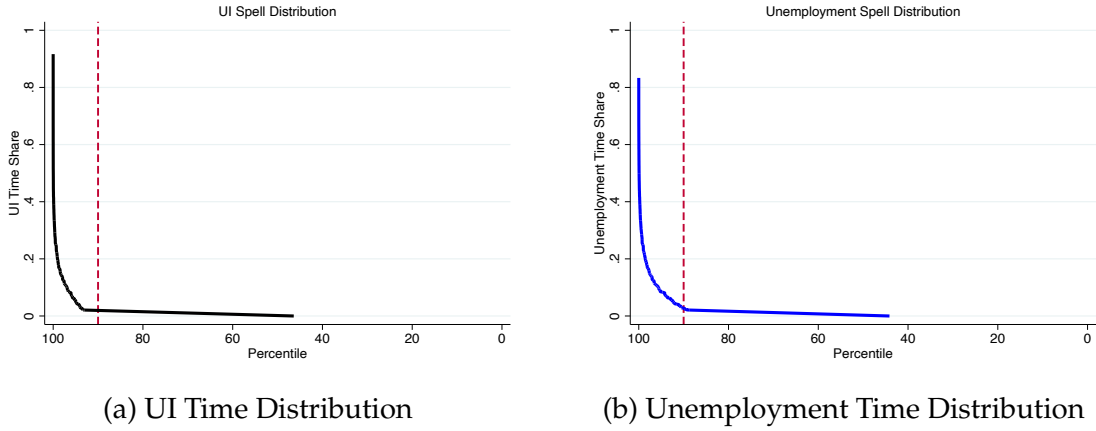 UI Spell Distribution
UI Time Share
1
.8
.6
.4
.2
0
100 80 60 40 20 0
Percentile
(a) UI Time Distribution
Unemployment Spell Distribution
Unemployment Time Share
1
.8
.6
.4
.2
0
100 80 60 40 20 0
Percentile
(b) Unemployment Time Distribution